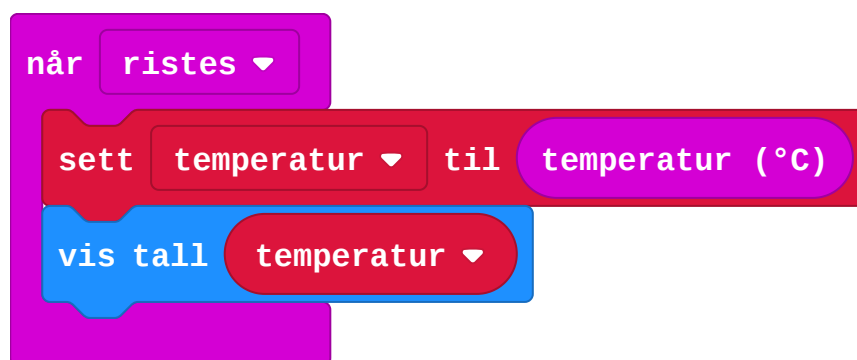 når ristes
sett temperatur til temperatur (°C)
vis tall temperatur